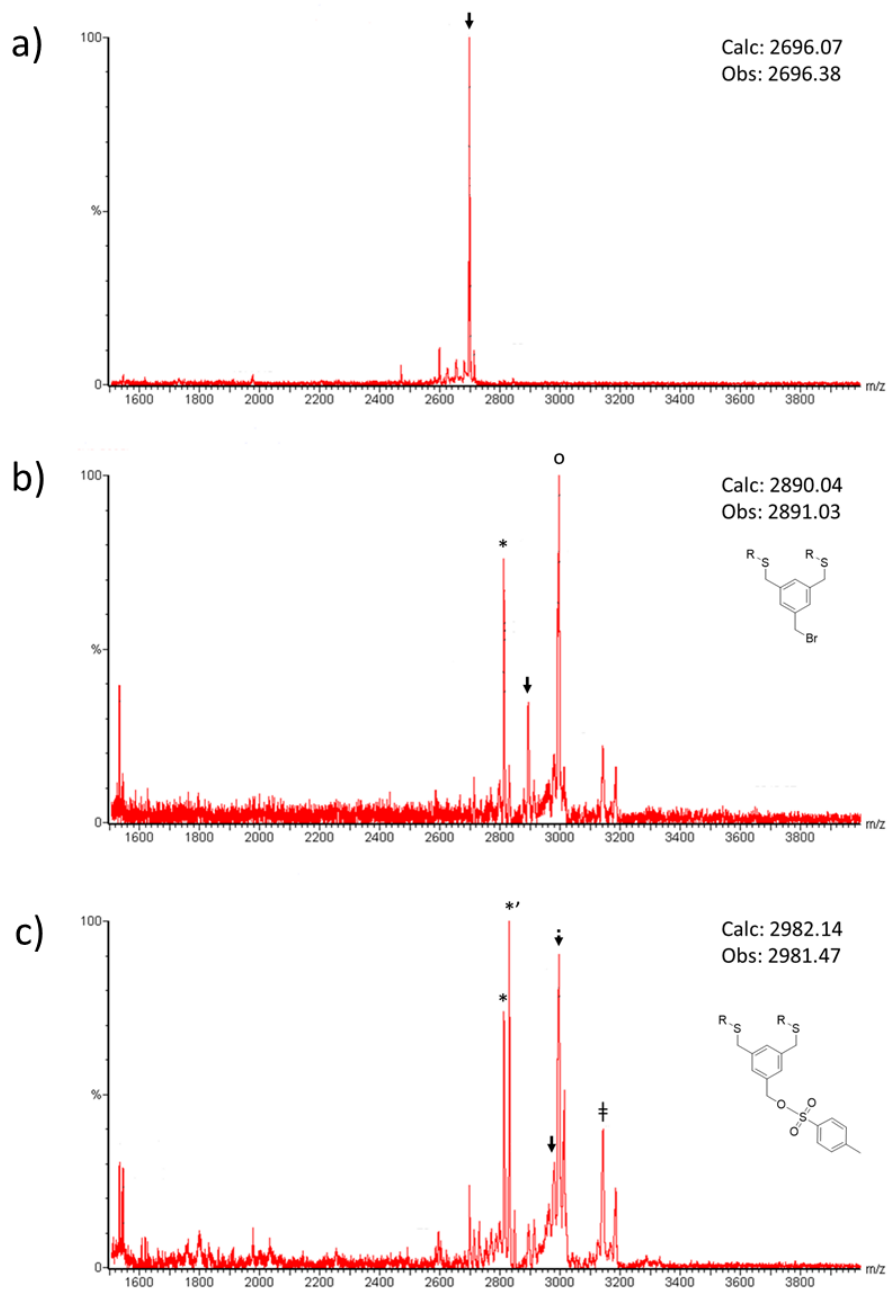 a)
100
%
0
Calc: 2696.07
Obs: 2696.38
1600 1800 2000 2200 2400 2600 2800 3000 3200 3400 3600 3800 m/z
b)
100
%
0
*
o
Calc: 2890.04
Obs: 2891.03
R S S R
Br
1600 1800 2000 2200 2400 2600 2800 3000 3200 3400 3600 3800 m/z
c)
100
%
0
*
*′
ǂ
Calc: 2982.14
Obs: 2981.47
R S S R
O O
S
O
1600 1800 2000 2200 2400 2600 2800 3000 3200 3400 3600 3800 m/z